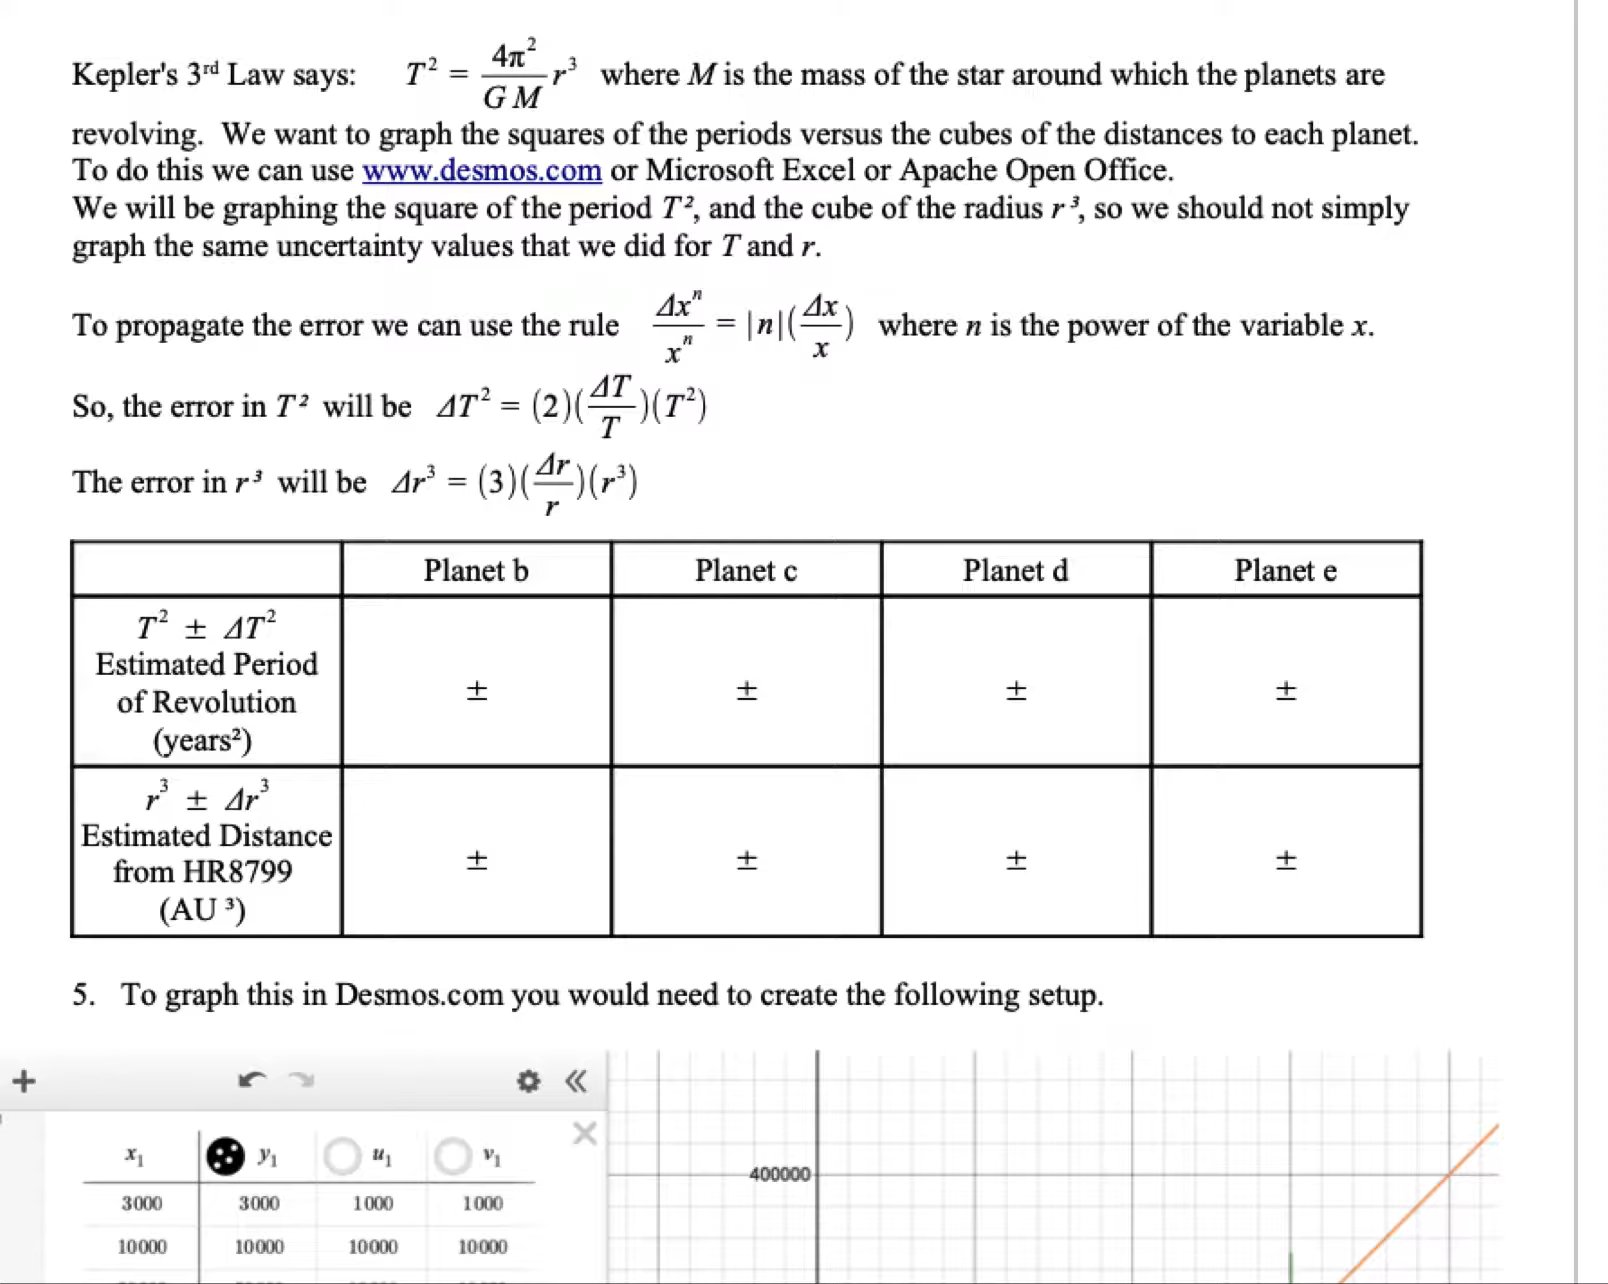 Kepler's 3rd Law says: T² = 4π²/GM r³ where M is the mass of the star around which the planets are
revolving. We want to graph the squares of the periods versus the cubes of the distances to each planet.
To do this we can use www.desmos.com or Microsoft Excel or Apache Open Office.
We will be graphing the square of the period T², and the cube of the radius r³, so we should not simply
graph the same uncertainty values that we did for T and r.
To propagate the error we can use the rule Δxⁿ/xⁿ = |n|(Δx/x) where n is the power of the variable x.
So, the error in T² will be ΔT² = (2)(ΔT/T)(T²)
The error in r³ will be Δr³ = (3)(Δr/r)(r³)
Planet b Planet c Planet d Planet e
T² ± ΔT²
Estimated Period
of Revolution
(years²)
± ± ± ±
r³ ± Δr³
Estimated Distance
from HR8799
(AU³)
± ± ± ±
5. To graph this in Desmos.com you would need to create the following setup.
x₁ y₁ u₁ v₁
3000 3000 1000 1000
10000 10000 10000 10000
400000